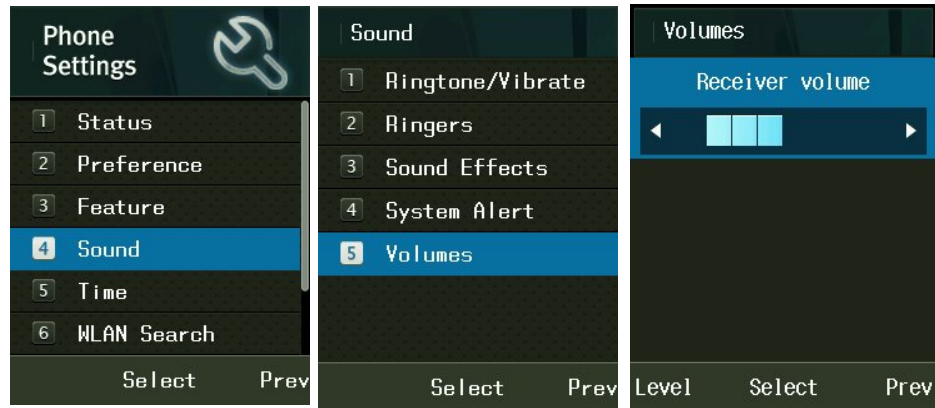 Phone
Settings
1 Status
2 Preference
3 Feature
4 Sound
5 Time
6 WLAN Search
Select Prev
Sound
1 Ringtone/Vibrate
2 Ringers
3 Sound Effects
4 System Alert
5 Volumes
Select Prev
Volumes
Receiver volume
Level Select Prev